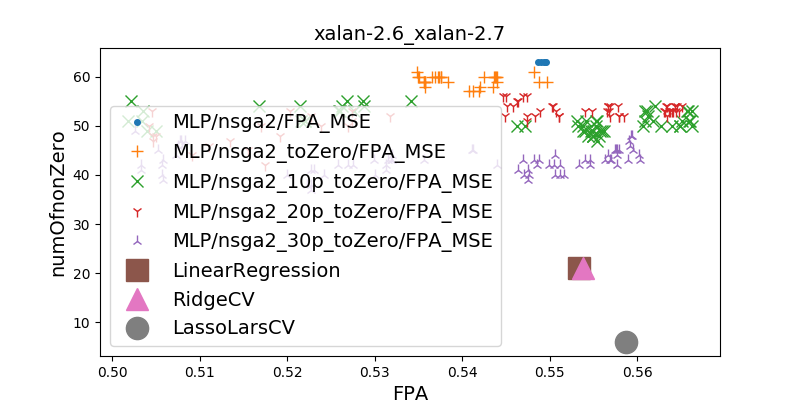 xalan-2.6_xalan-2.7
numOfnonZero
60
50
40
30
20
10
MLP/nsga2/FPA_MSE
MLP/nsga2_toZero/FPA_MSE
MLP/nsga2_10p_toZero/FPA_MSE
MLP/nsga2_20p_toZero/FPA_MSE
MLP/nsga2_30p_toZero/FPA_MSE
LinearRegression
RidgeCV
LassoLarsCV
0.50 0.51 0.52 0.53 0.54 0.55 0.56
FPA